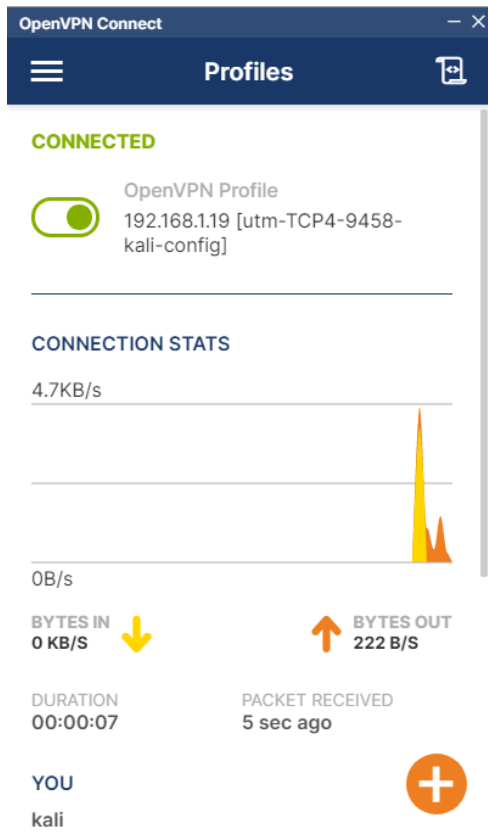 OpenVPN Connect
Profiles
CONNECTED
OpenVPN Profile
192.168.1.19 [utm-TCP4-9458-
kali-config]
CONNECTION STATS
4.7KB/s
0B/s
BYTES IN
0 KB/S
BYTES OUT
222 B/S
DURATION
00:00:07
PACKET RECEIVED
5 sec ago
YOU
kali